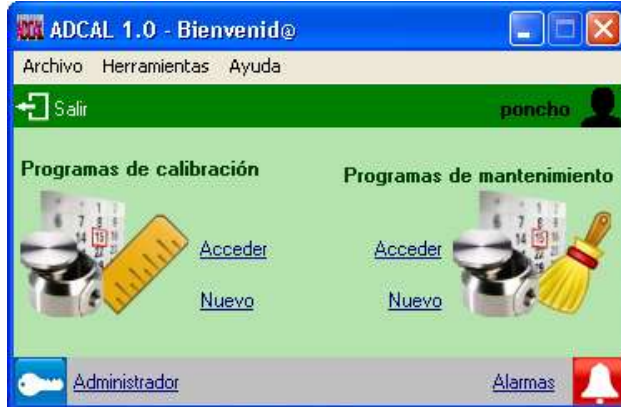 ADCAL 1.0 - Bienvenid@
Archivo Herramientas Ayuda
Salir poncho
Programas de calibración Programas de mantenimiento
Acceder Acceder
Nuevo Nuevo
Administrador Alarmas